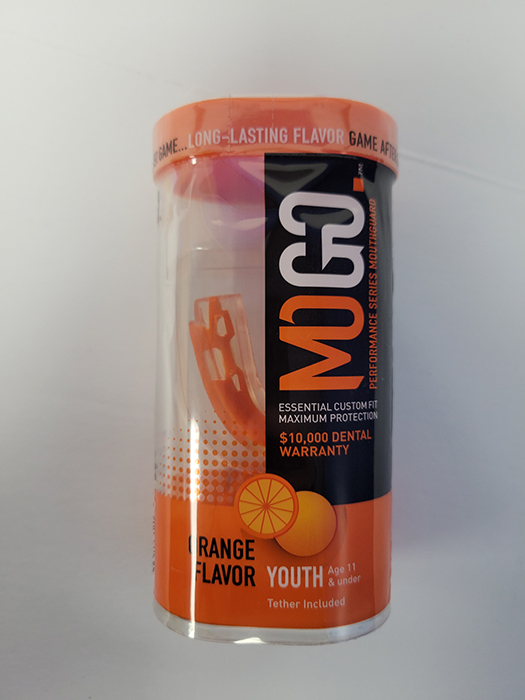 GAME... LONG-LASTING FLAVOR GAME AFTER
MOGO
PERFORMANCE SERIES MOUTHGUARD
ESSENTIAL CUSTOM FIT
MAXIMUM PROTECTION
$10,000 DENTAL
WARRANTY
ORANGE
FLAVOR
YOUTH Age 11
& under
Tether Included